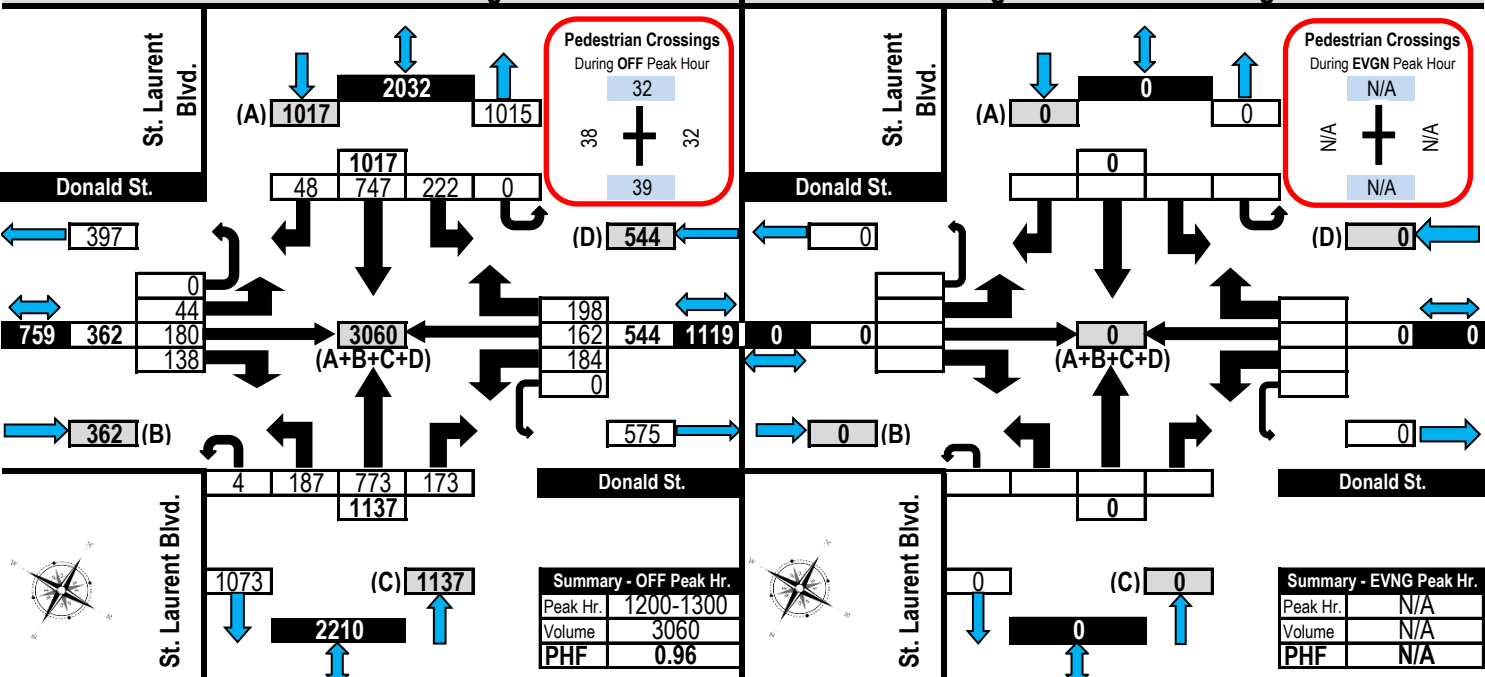 St. Laurent
Blvd.
2032
(A) 1017
1015
Pedestrian Crossings
During OFF Peak Hour
32
38
32
39
1017
48 747 222 0
Donald St.
397
(D) 544
0
44
759 362 180
138
3060
(A+B+C+D)
198
162 544 1119
184
0
362 (B)
575
4 187 773 173
1137
Donald St.
St. Laurent Blvd.
1073
(C) 1137
2210
Summary - OFF Peak Hr.
Peak Hr. 1200-1300
Volume 3060
PHF 0.96
St. Laurent
Blvd.
0
(A) 0
0
Pedestrian Crossings
During EVGN Peak Hour
N/A
N/A
N/A
N/A
0
Donald St.
0
(D) 0
0 0
0
(A+B+C+D)
0 0
0 (B)
0
0
Donald St.
St. Laurent Blvd.
0
(C) 0
0
Summary - EVNG Peak Hr.
Peak Hr. N/A
Volume N/A
PHF N/A